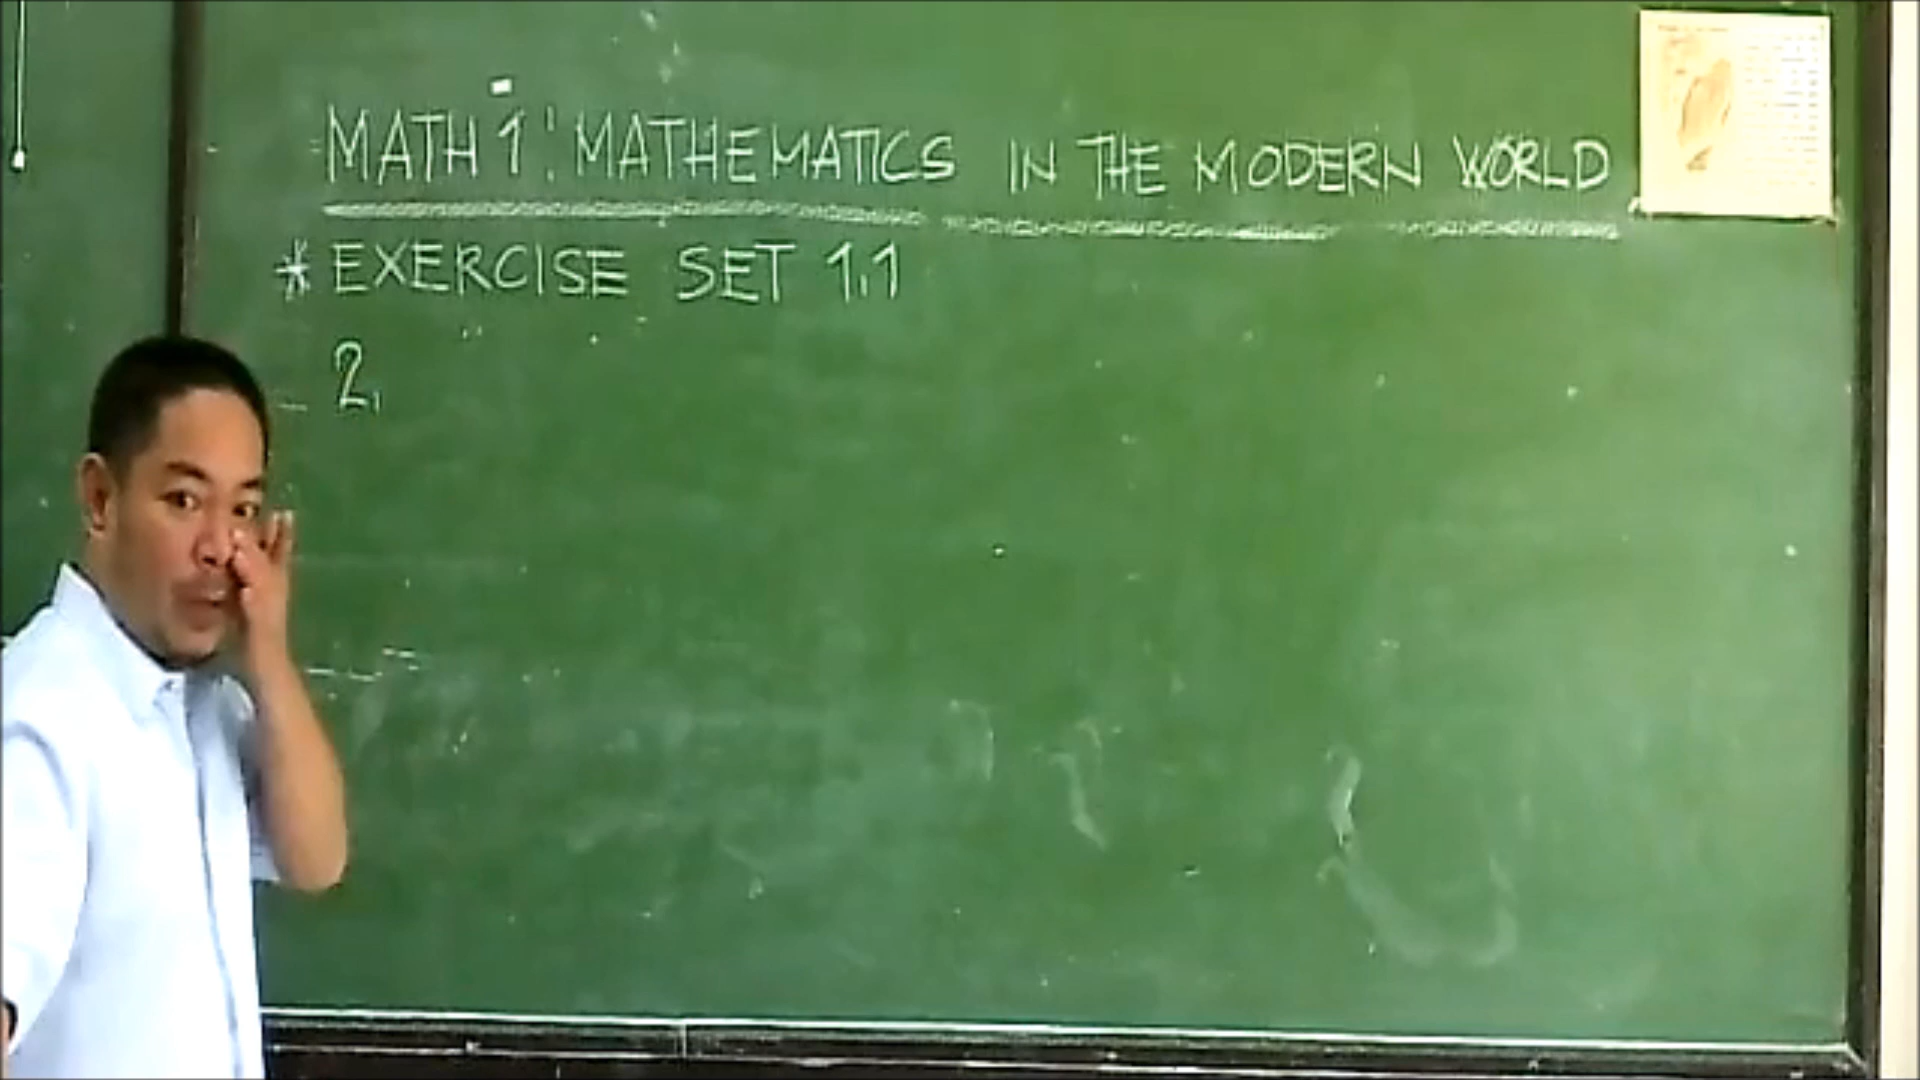 MATH 1: MATHEMATICS IN THE MODERN WORLD
* EXERCISE SET 1.1
2.